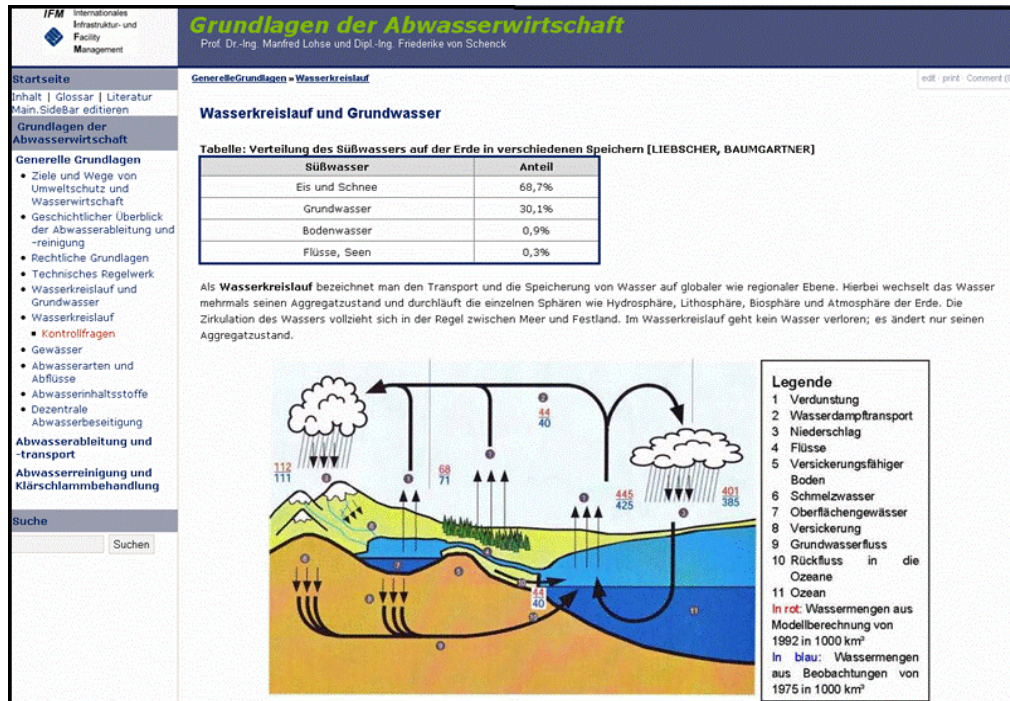 IFM Internationales
Infrastruktur- und
Facility
Management
Grundlagen der Abwasserwirtschaft
Prof. Dr.-Ing. Manfred Lohse und Dipl.-Ing. Friederike von Schenck
Startseite
Inhalt | Glossar | Literatur
Main.SideBar editieren
Grundlagen der
Abwasserwirtschaft
Generelle Grundlagen
Ziele und Wege von
Umweltschutz und
Wasserwirtschaft
Geschichtlicher Überblick
der Abwasserableitung und
-reinigung
Rechtliche Grundlagen
Technisches Regelwerk
Wasserkreislauf und
Grundwasser
Wasserkreislauf
Kontrollfragen
Gewässer
Abwasserarten und
Abflüsse
Abwasserinhaltsstoffe
Dezentrale
Abwasserbeseitigung
Abwasserableitung und
-transport
Abwasserreinigung und
Klärschlammbehandlung
Suche
Suchen
GenerelleGrundlagen » Wasserkreislauf
edit · print · Comment (0
Wasserkreislauf und Grundwasser
Tabelle: Verteilung des Süßwassers auf der Erde in verschiedenen Speichern [LIEBSCHER, BAUMGARTNER]
Süßwasser Anteil
Eis und Schnee 68,7%
Grundwasser 30,1%
Bodenwasser 0,9%
Flüsse, Seen 0,3%
Als Wasserkreislauf bezeichnet man den Transport und die Speicherung von Wasser auf globaler wie regionaler Ebene. Hierbei wechselt das Wasser
mehrmals seinen Aggregatzustand und durchläuft die einzelnen Sphären wie Hydrosphäre, Lithosphäre, Biosphäre und Atmosphäre der Erde. Die
Zirkulation des Wassers vollzieht sich in der Regel zwischen Meer und Festland. Im Wasserkreislauf geht kein Wasser verloren; es ändert nur seinen
Aggregatzustand.
2
44
40
112
111
68
71
445
425
401
385
44
40
7
9
11
Legende
1 Verdunstung
2 Wasserdampftransport
3 Niederschlag
4 Flüsse
5 Versickerungsfähiger
Boden
6 Schmelzwasser
7 Oberflächengewässer
8 Versickerung
9 Grundwasserfluss
10 Rückfluss in die
Ozeane
11 Ozean
In rot: Wassermengen aus
Modellberechnung von
1992 in 1000 km³
In blau: Wassermengen
aus Beobachtungen von
1975 in 1000 km³